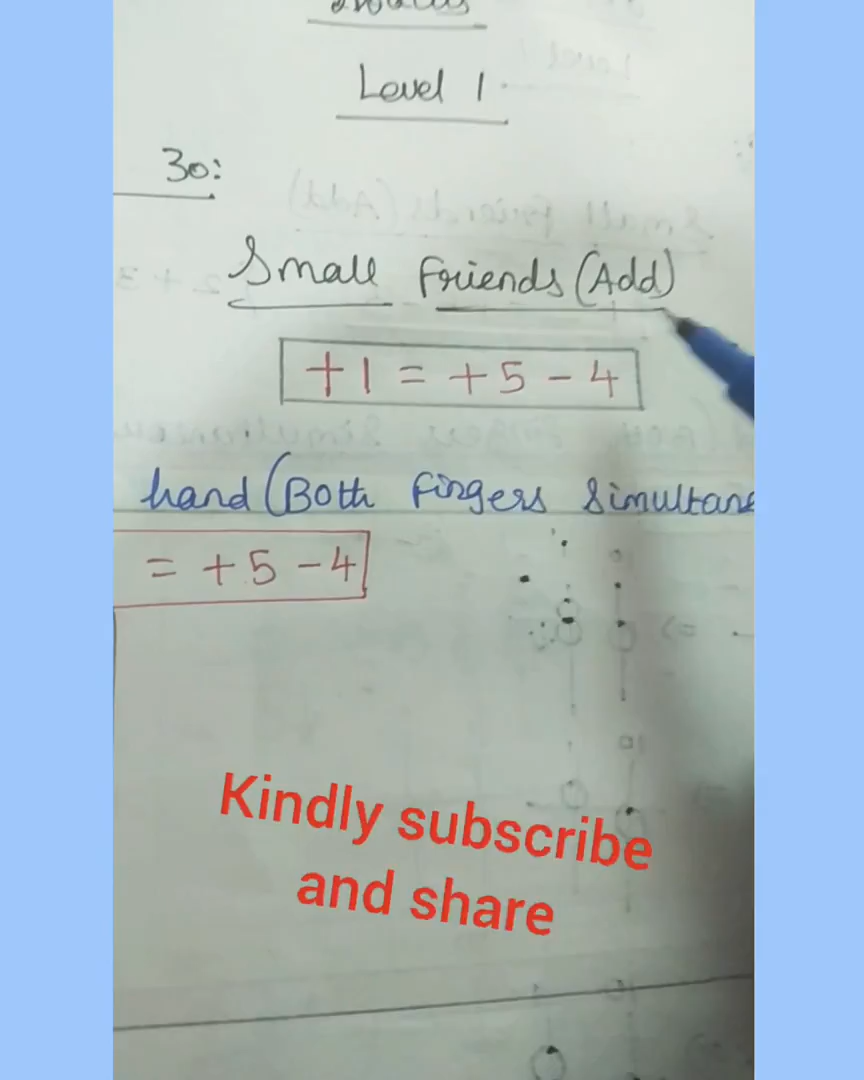 Level 1
30:
Small Friends (Add)
+1 = +5 - 4
hand (Both fingers Simultane
= +5 - 4
Kindly subscribe
and share